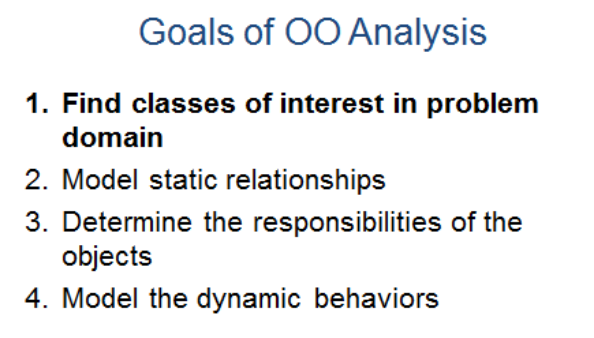 Goals of OO Analysis
1. Find classes of interest in problem
domain
2. Model static relationships
3. Determine the responsibilities of the
objects
4. Model the dynamic behaviors